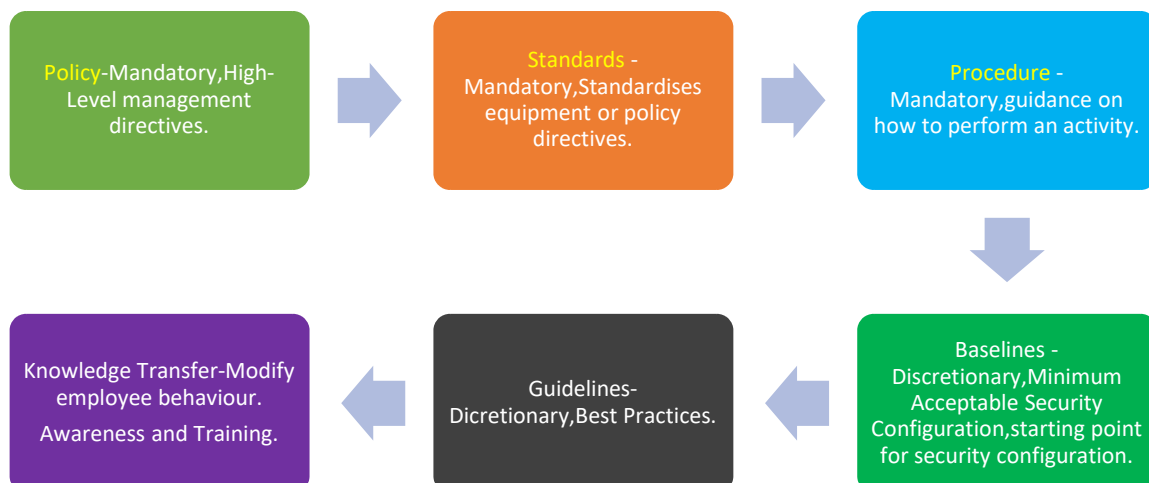 Policy-Mandatory,High-
Level management
directives.
Standards -
Mandatory,Standardises
equipment or policy
directives.
Procedure -
Mandatory,guidance on
how to perform an activity.
Baselines -
Discretionary,Minimum
Acceptable Security
Configuration,starting point
for security configuration.
Guidelines-
Dicretionary,Best Practices.
Knowledge Transfer-Modify
employee behaviour.
Awareness and Training.